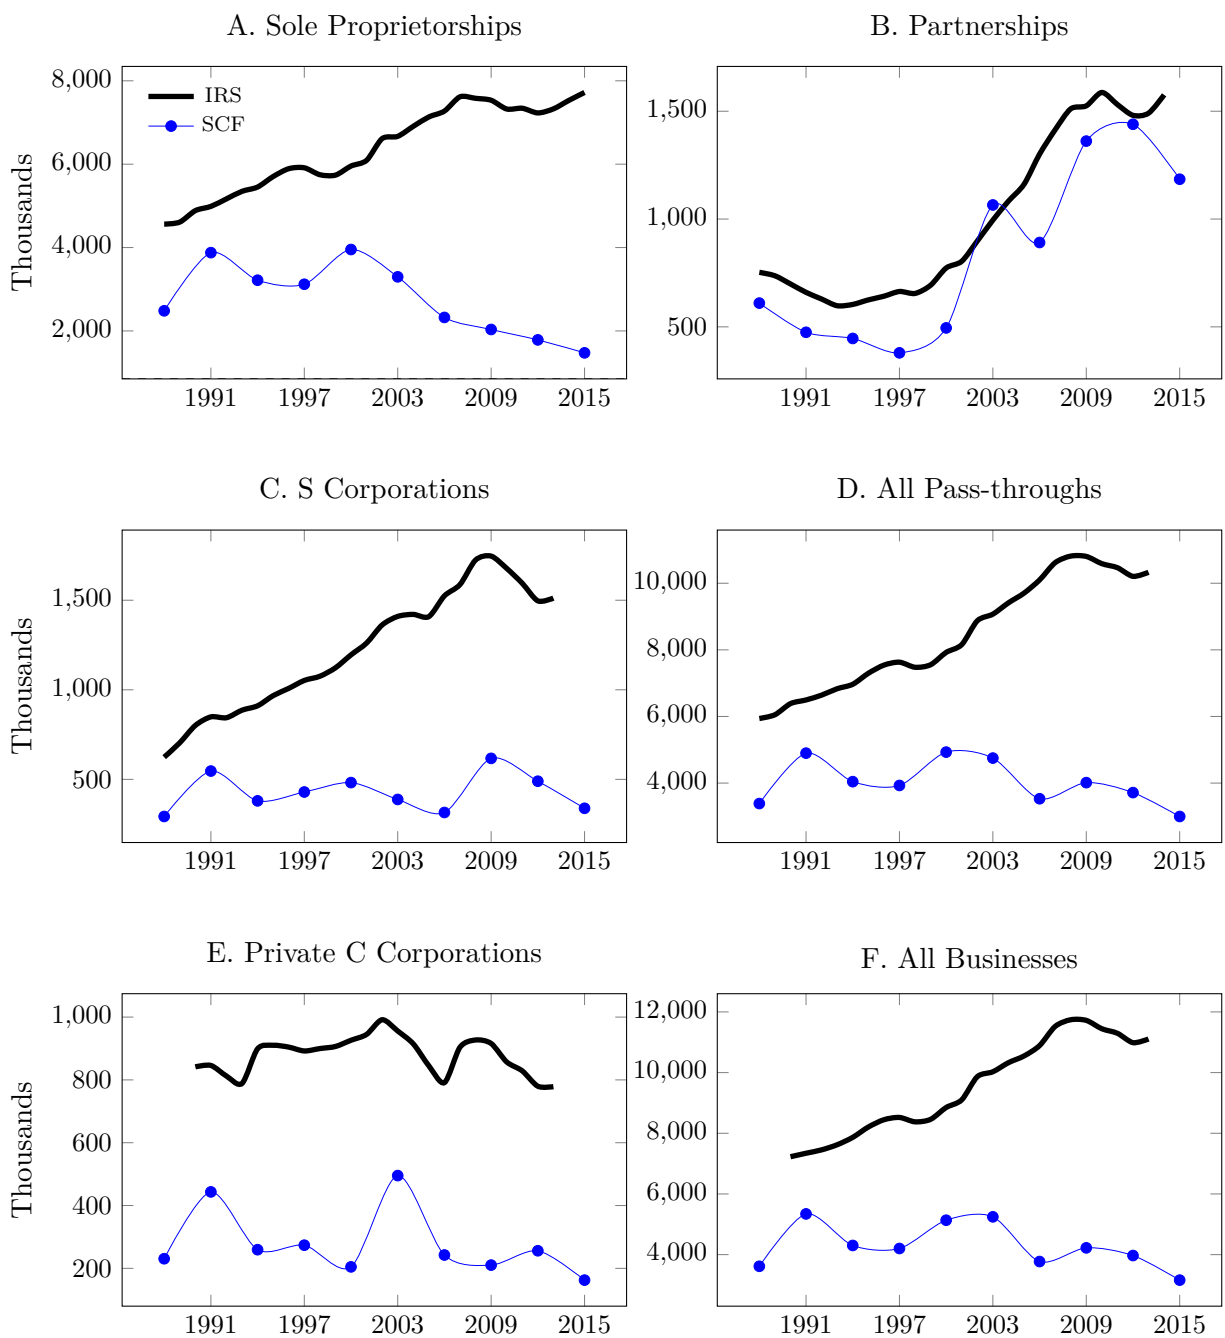 A. Sole Proprietorships
B. Partnerships
8,000
6,000
4,000
2,000
Thousands
IRS
SCF
1991 1997 2003 2009 2015
1,500
1,000
500
1991 1997 2003 2009 2015
C. S Corporations
D. All Pass-throughs
1,500
1,000
500
Thousands
1991 1997 2003 2009 2015
10,000
8,000
6,000
4,000
1991 1997 2003 2009 2015
E. Private C Corporations
F. All Businesses
1,000
800
600
400
200
Thousands
1991 1997 2003 2009 2015
12,000
10,000
8,000
6,000
4,000
1991 1997 2003 2009 2015